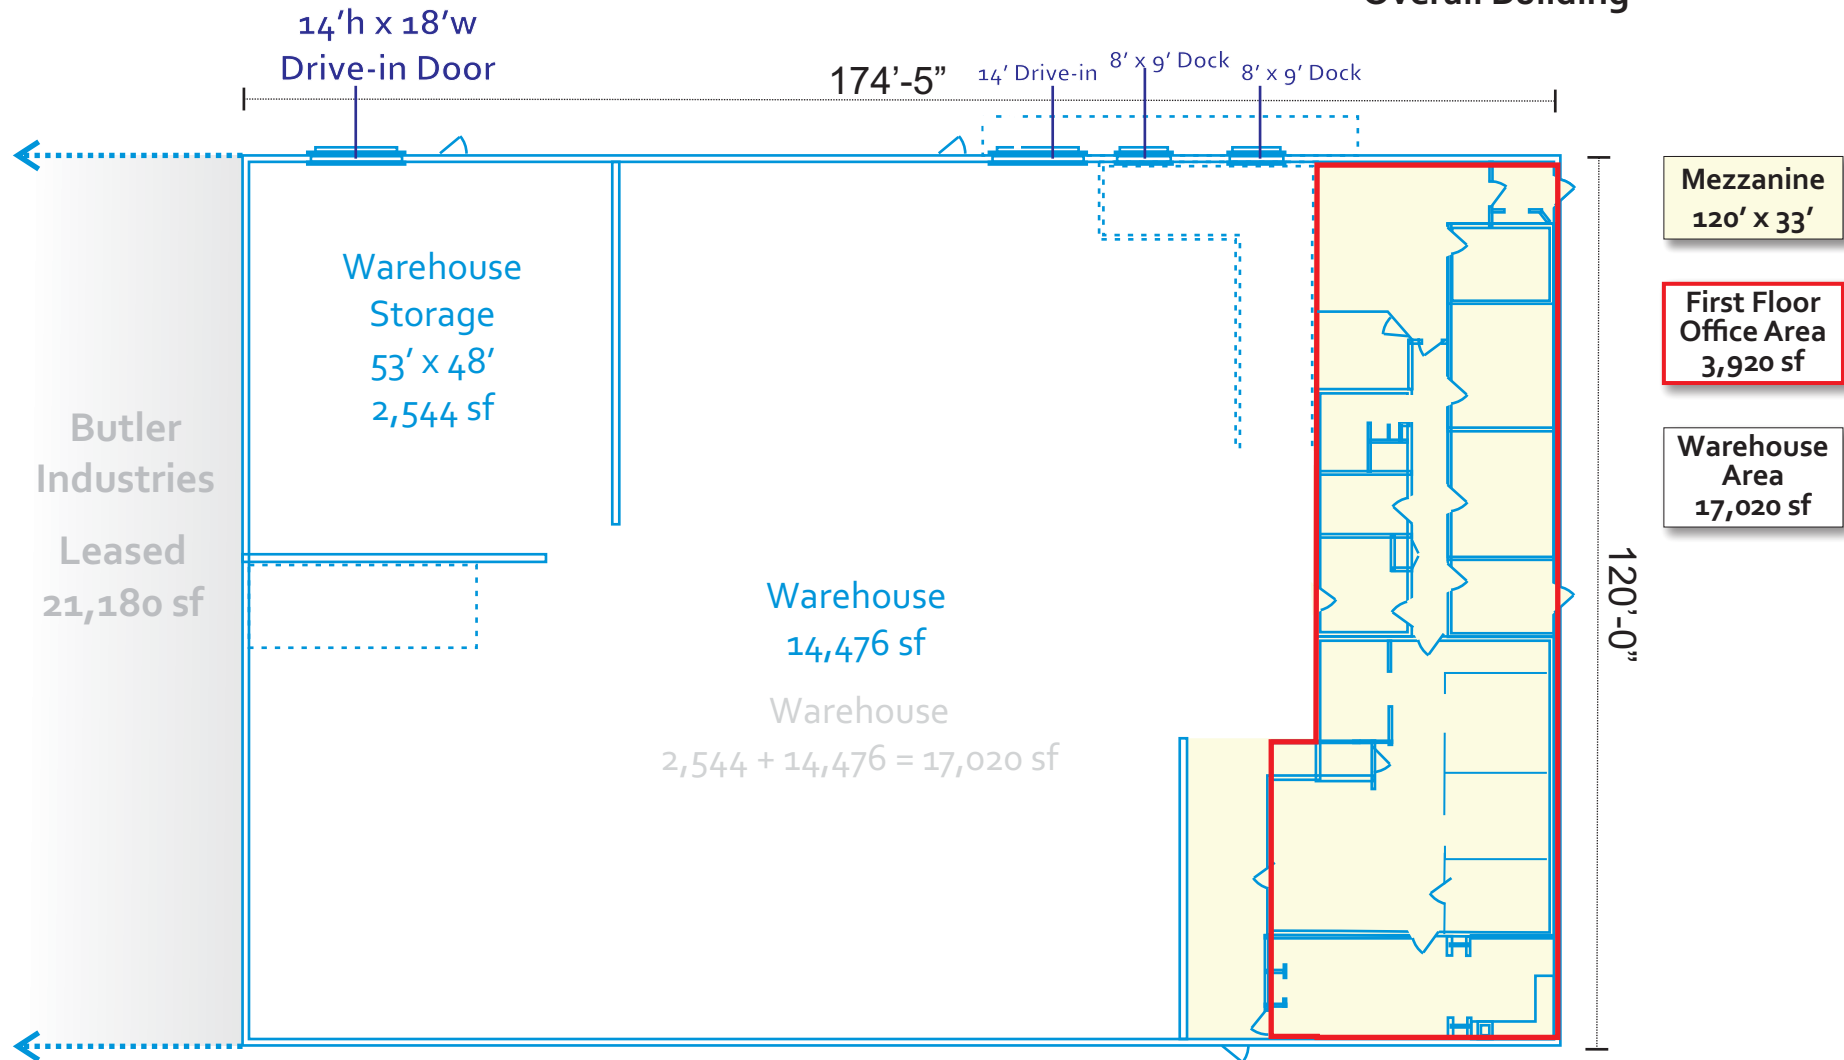 Overall Building
14'h x 18'w
Drive-in Door
174'-5"
14' Drive-in
8' x 9' Dock
8' x 9' Dock
Mezzanine
120' x 33'
First Floor
Office Area
3,920 sf
Warehouse
Area
17,020 sf
Warehouse
Storage
53' x 48'
2,544 sf
Butler
Industries
Leased
21,180 sf
Warehouse
14,476 sf
Warehouse
2,544 + 14,476 = 17,020 sf
120'-0"